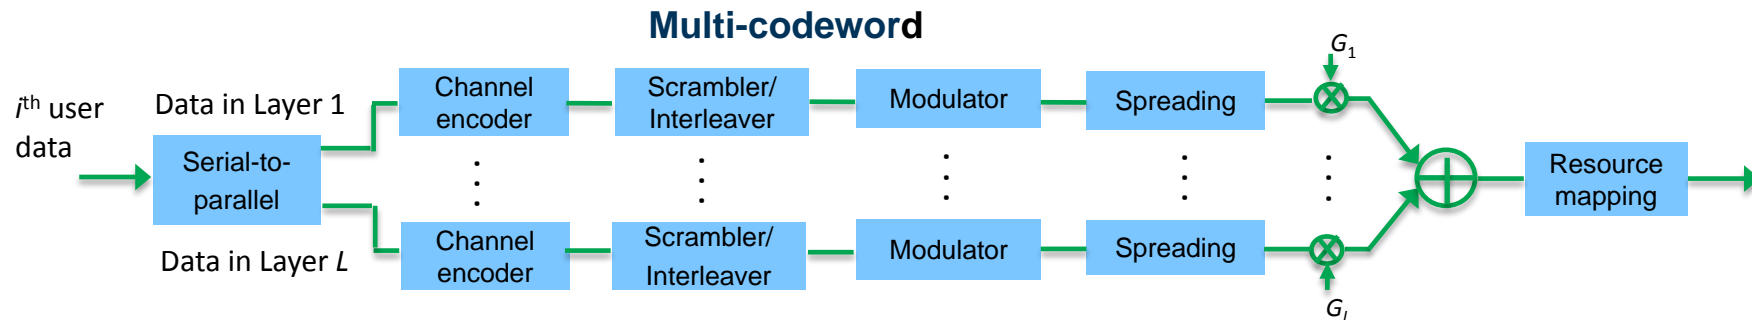 Multi-codeword
G1
ith user
data
Data in Layer 1
Serial-to-
parallel
Data in Layer L
Channel
encoder
Scrambler/
Interleaver
Modulator
Spreading
Resource
mapping
Channel
encoder
Scrambler/
Interleaver
Modulator
Spreading
GL